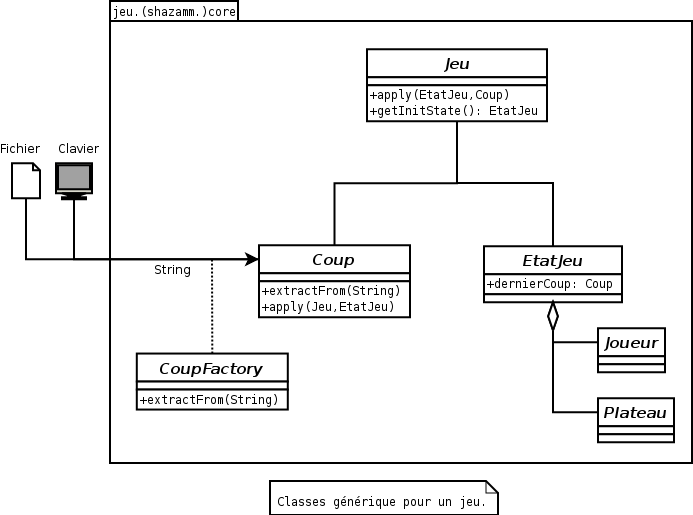 jeu.(shazamm.)core
Jeu
+apply(EtatJeu,Coup)
+getInitState(): EtatJeu
Fichier
Clavier
String
Coup
+extractFrom(String)
+apply(Jeu,EtatJeu)
EtatJeu
+dernierCoup: Coup
CoupFactory
+extractFrom(String)
Joueur
Plateau
Classes générique pour un jeu.